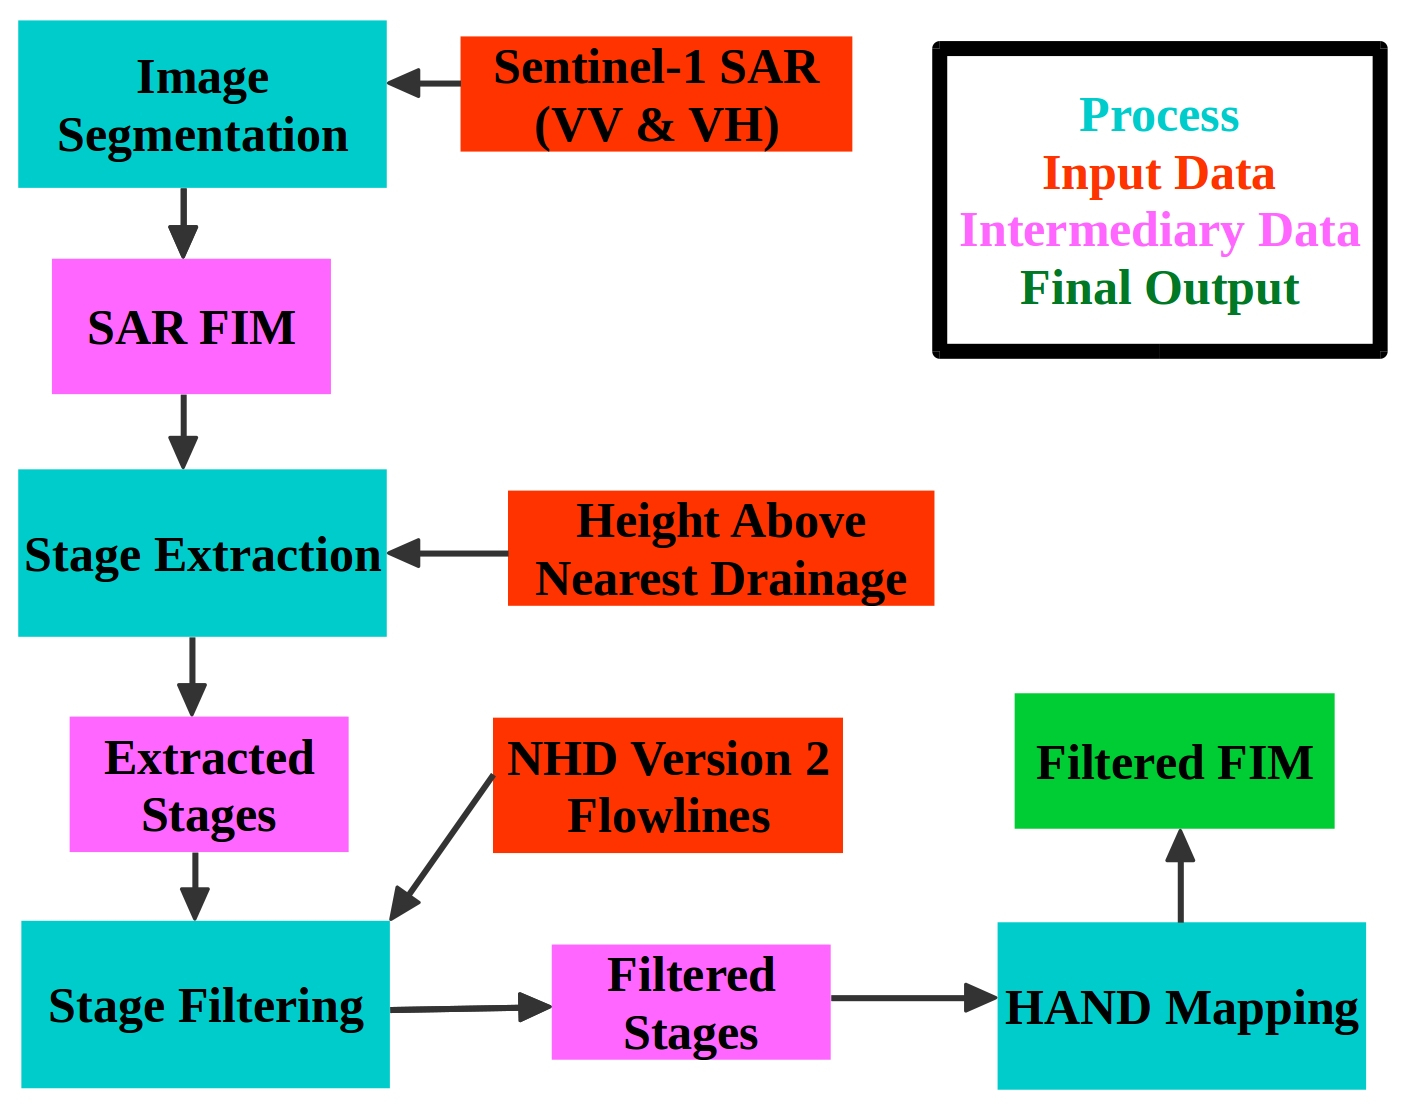 Image
Segmentation
Sentinel-1 SAR
(VV & VH)
Process
Input Data
Intermediary Data
Final Output
SAR FIM
Stage Extraction
Height Above
Nearest Drainage
Extracted
Stages
NHD Version 2
Flowlines
Filtered FIM
Stage Filtering
Filtered
Stages
HAND Mapping